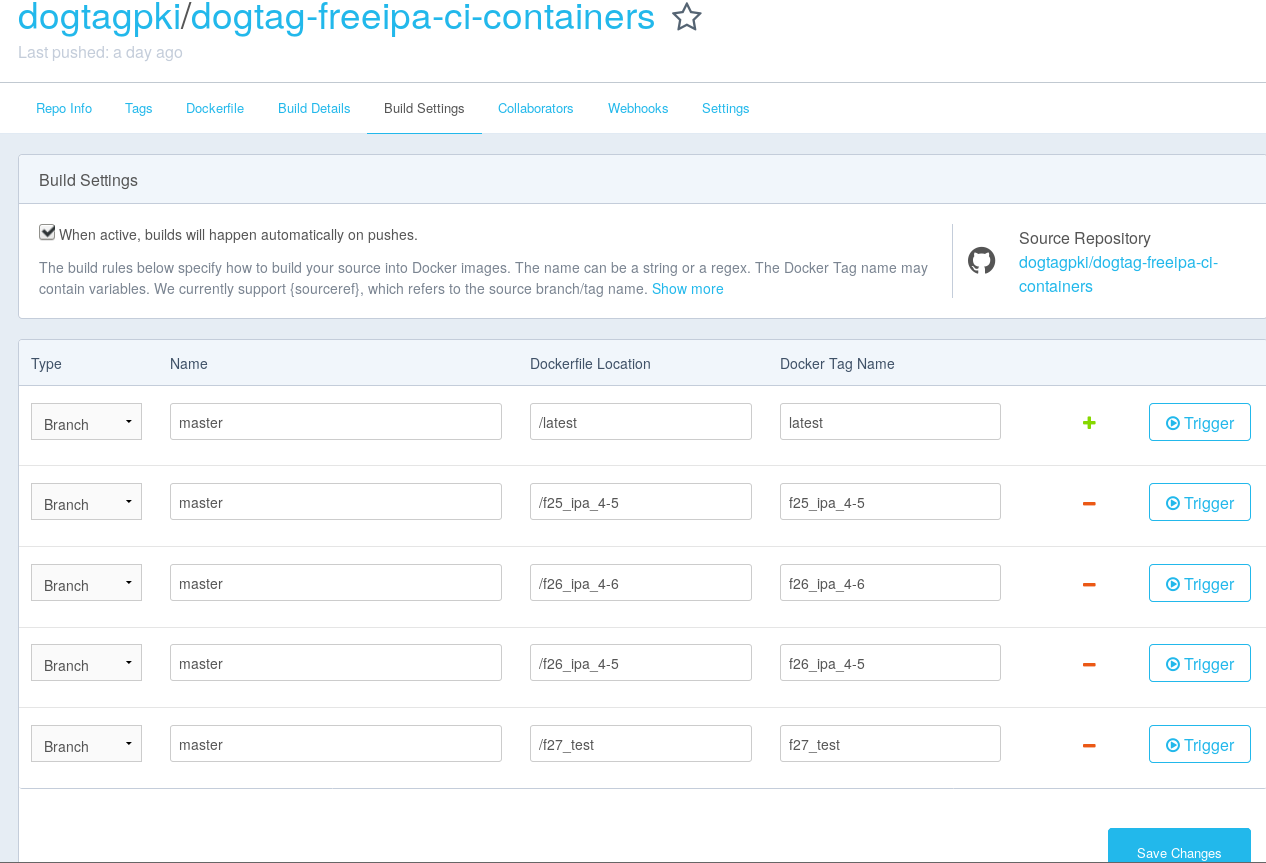 dogtagpki/dogtag-freeipa-ci-containers
Last pushed: a day ago
Repo Info Tags Dockerfile Build Details Build Settings Collaborators Webhooks Settings
Build Settings
When active, builds will happen automatically on pushes.
The build rules below specify how to build your source into Docker images. The name can be a string or a regex. The Docker Tag name may
contain variables. We currently support {sourceref}, which refers to the source branch/tag name. Show more
Source Repository
dogtagpki/dogtag-freeipa-ci-
containers
Type Name Dockerfile Location Docker Tag Name
Branch master /latest latest Trigger
Branch master /f25_ipa_4-5 f25_ipa_4-5 Trigger
Branch master /f26_ipa_4-6 f26_ipa_4-6 Trigger
Branch master /f26_ipa_4-5 f26_ipa_4-5 Trigger
Branch master /f27_test f27_test Trigger
Save Changes